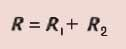 R = R₁ + R₂